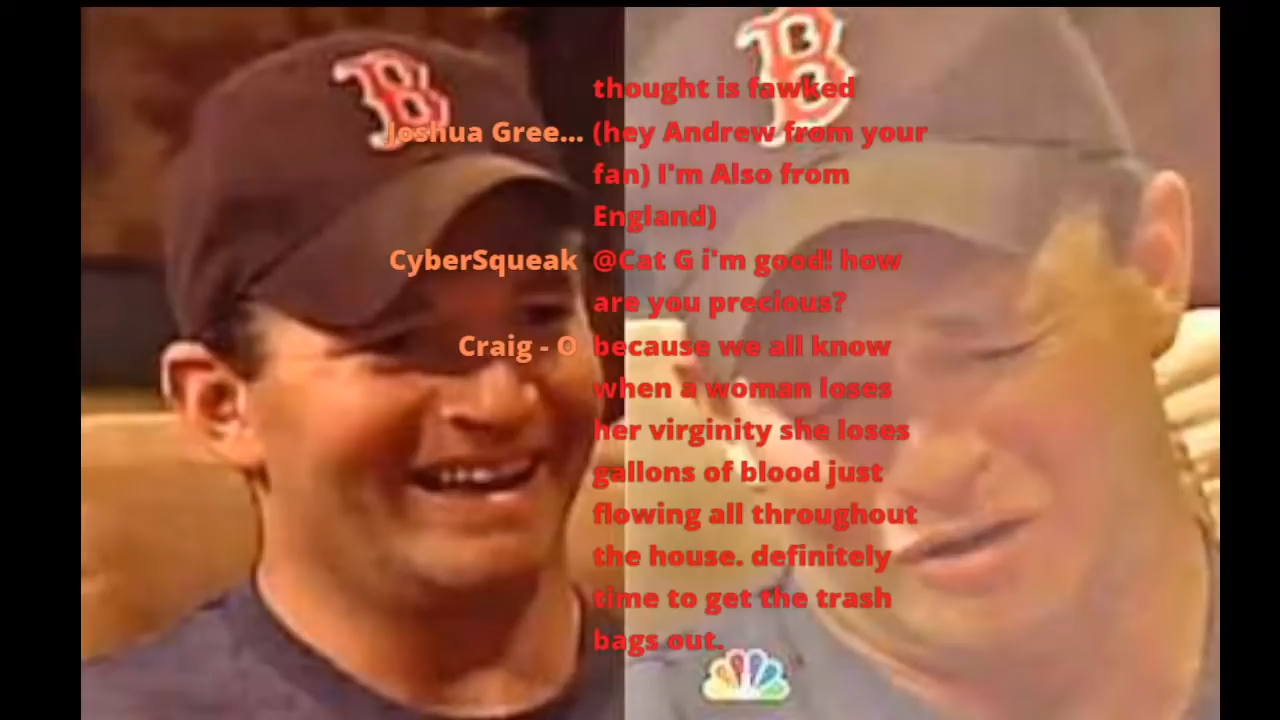 B B
thought is fawked
Joshua Gree... (hey Andrew from your
fan) I'm Also from
England)
CyberSqueak @Cat G i'm good! how
are you precious?
Craig - O because we all know
when a woman loses
her virginity she loses
gallons of blood just
flowing all throughout
the house. definitely
time to get the trash
bags out.